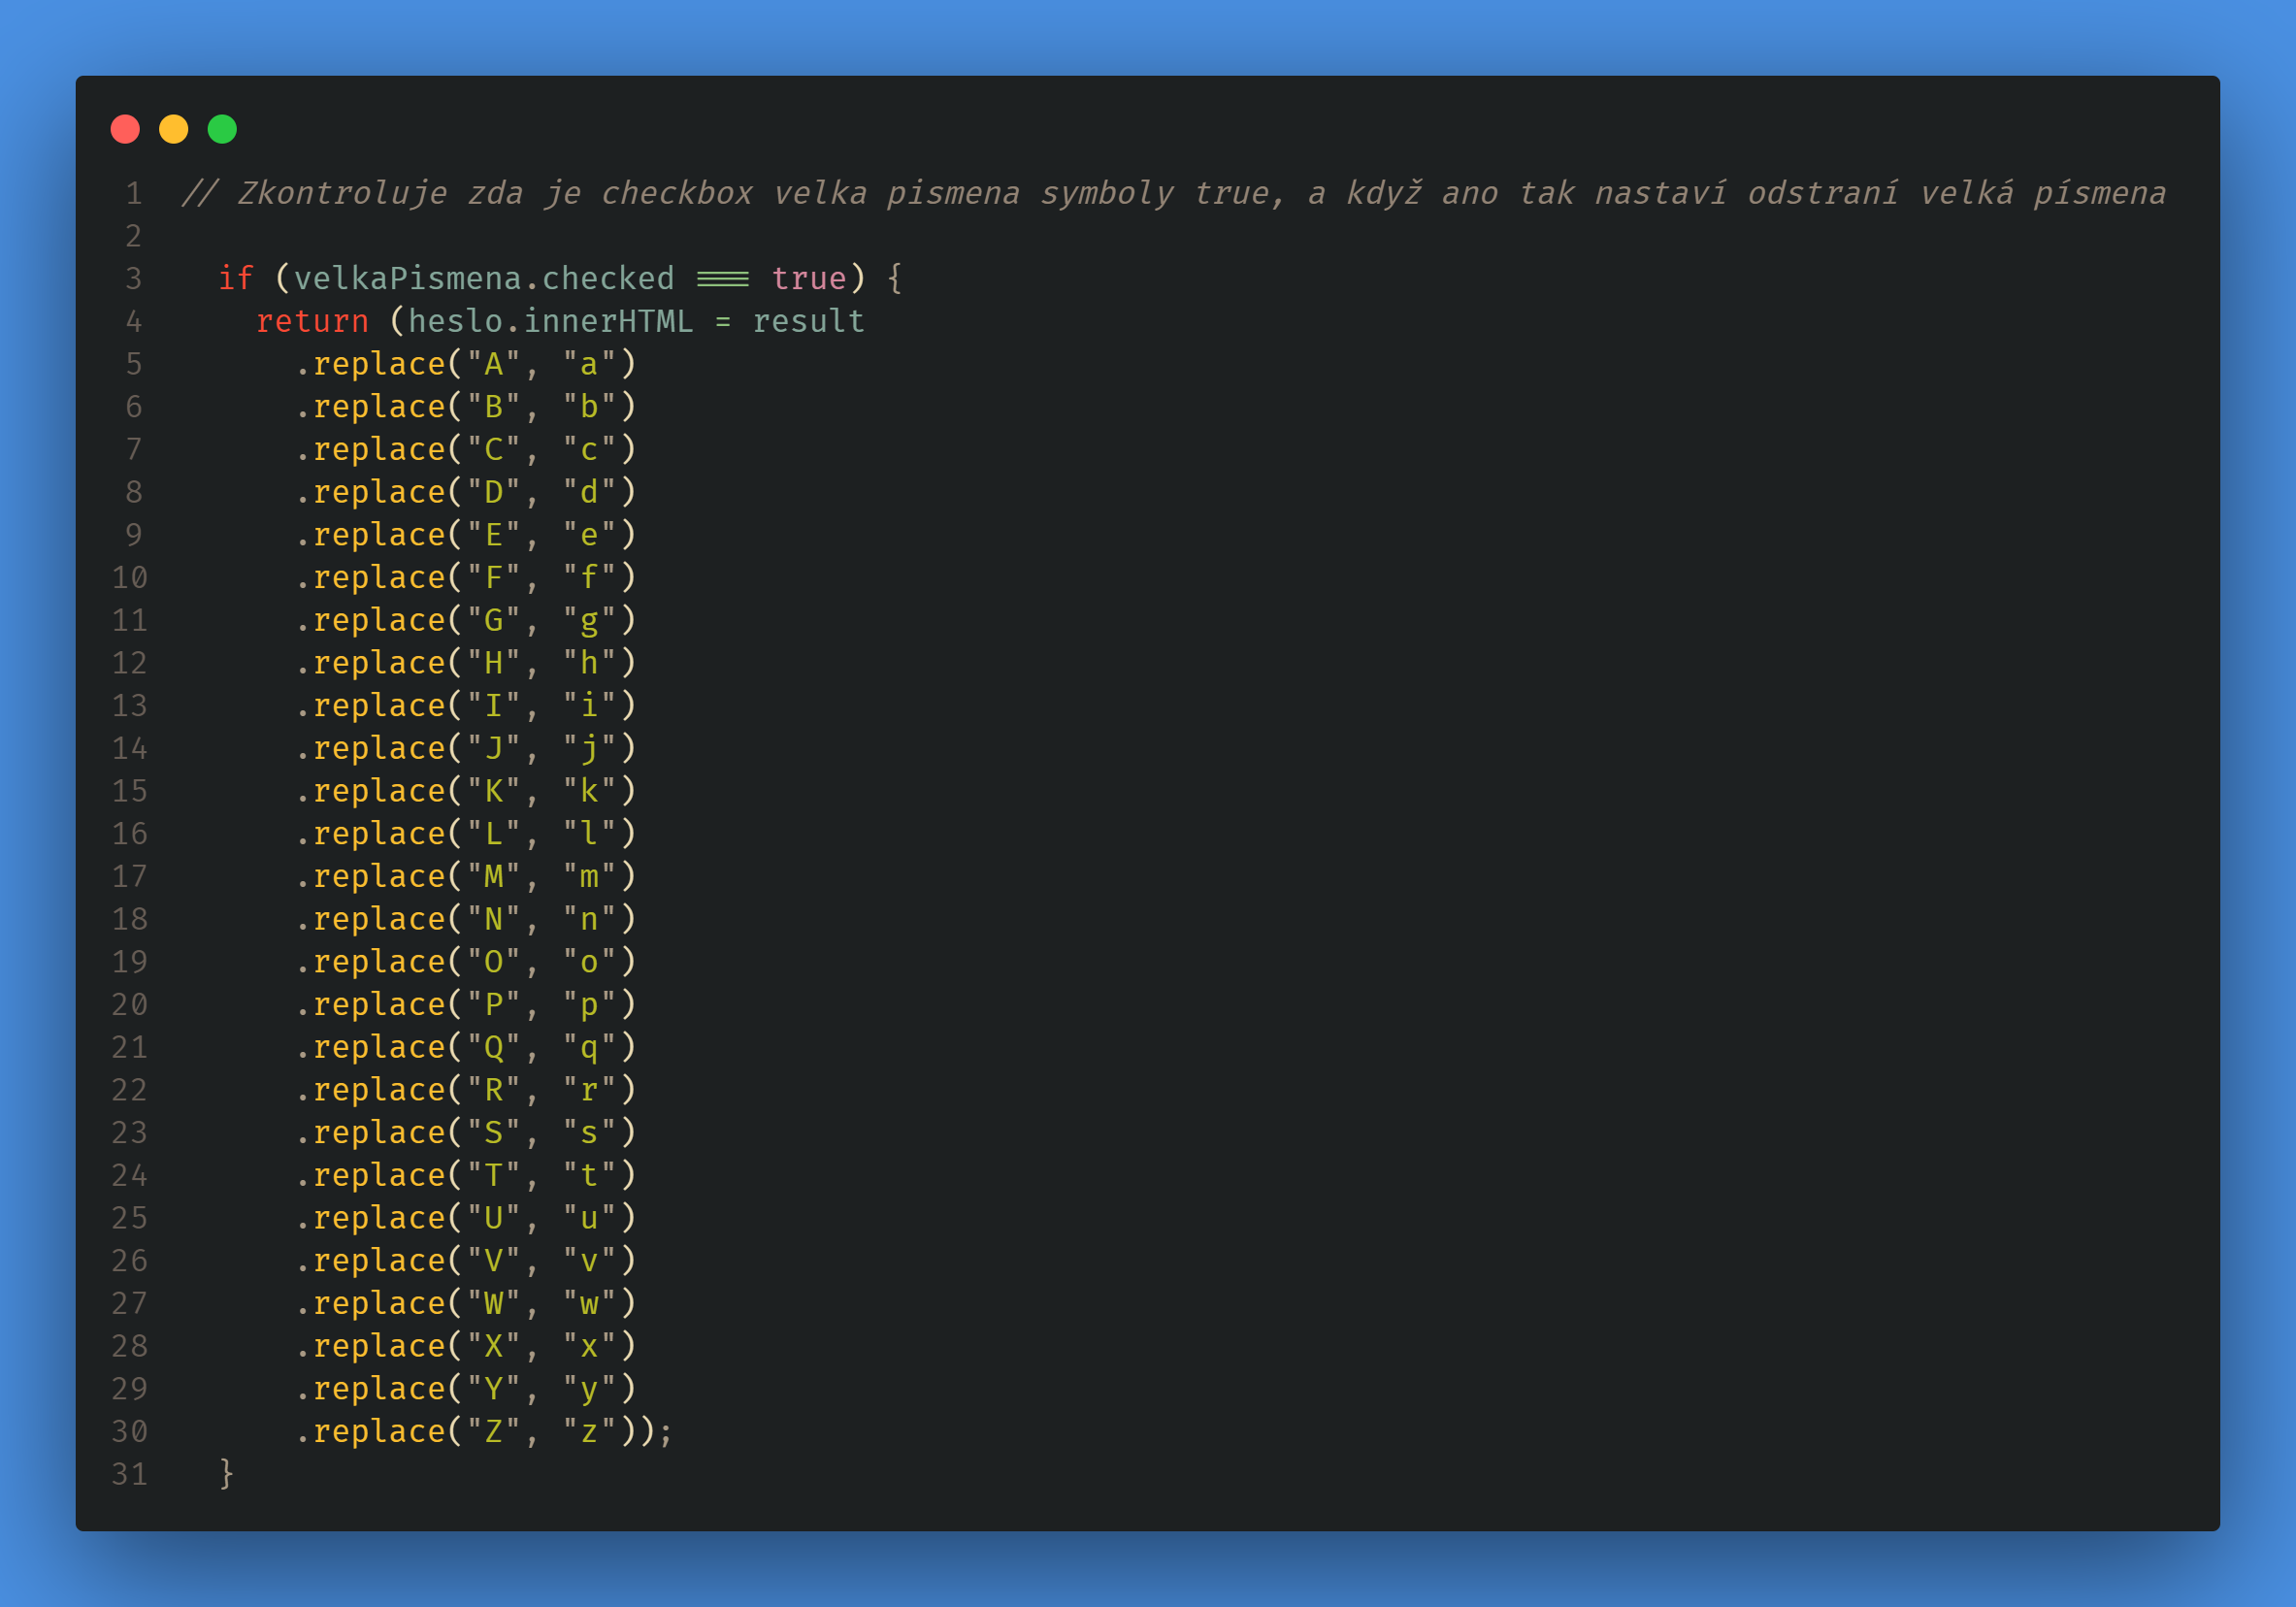 1 // Zkontroluje zda je checkbox velka pismena symboly true, a když ano tak nastaví odstraní velká písmena
2
3 if (velkaPismena.checked === true) {
4 return (heslo.innerHTML = result
5 .replace("A", "a")
6 .replace("B", "b")
7 .replace("C", "c")
8 .replace("D", "d")
9 .replace("E", "e")
10 .replace("F", "f")
11 .replace("G", "g")
12 .replace("H", "h")
13 .replace("I", "i")
14 .replace("J", "j")
15 .replace("K", "k")
16 .replace("L", "l")
17 .replace("M", "m")
18 .replace("N", "n")
19 .replace("O", "o")
20 .replace("P", "p")
21 .replace("Q", "q")
22 .replace("R", "r")
23 .replace("S", "s")
24 .replace("T", "t")
25 .replace("U", "u")
26 .replace("V", "v")
27 .replace("W", "w")
28 .replace("X", "x")
29 .replace("Y", "y")
30 .replace("Z", "z"));
31 }